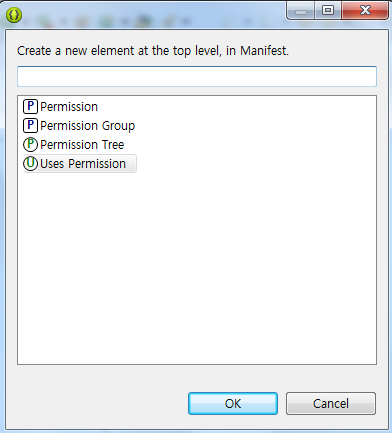 Create a new element at the top level, in Manifest.
P Permission
P Permission Group
P Permission Tree
U Uses Permission
OK Cancel